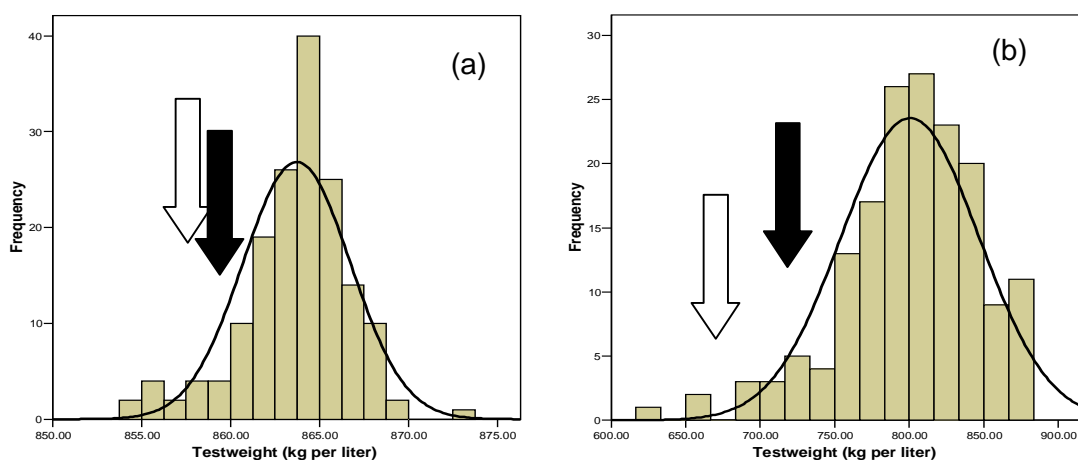 (a)
40
30
20
10
0
Frequency
850.00 855.00 860.00 865.00 870.00 875.00
Testweight (kg per liter)
(b)
30
25
20
15
10
5
0
Frequency
600.00 650.00 700.00 750.00 800.00 850.00 900.00
Testweight (kg per liter)